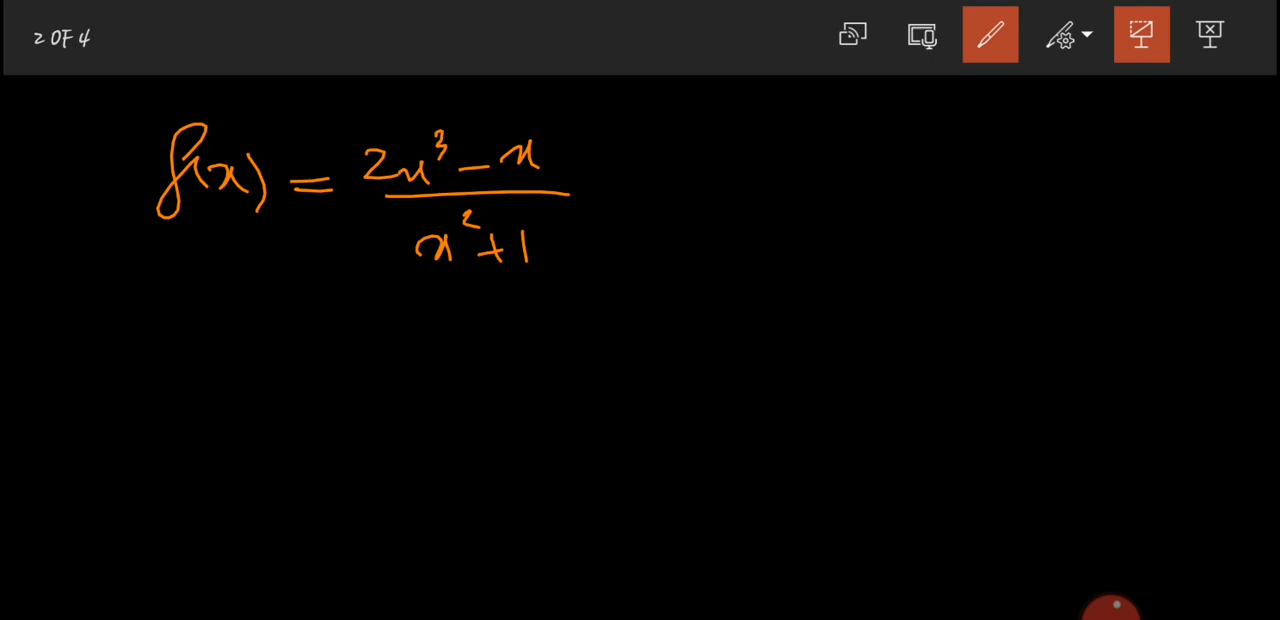 2 OF 4
f(x) = (2x³ - x) / (x² + 1)